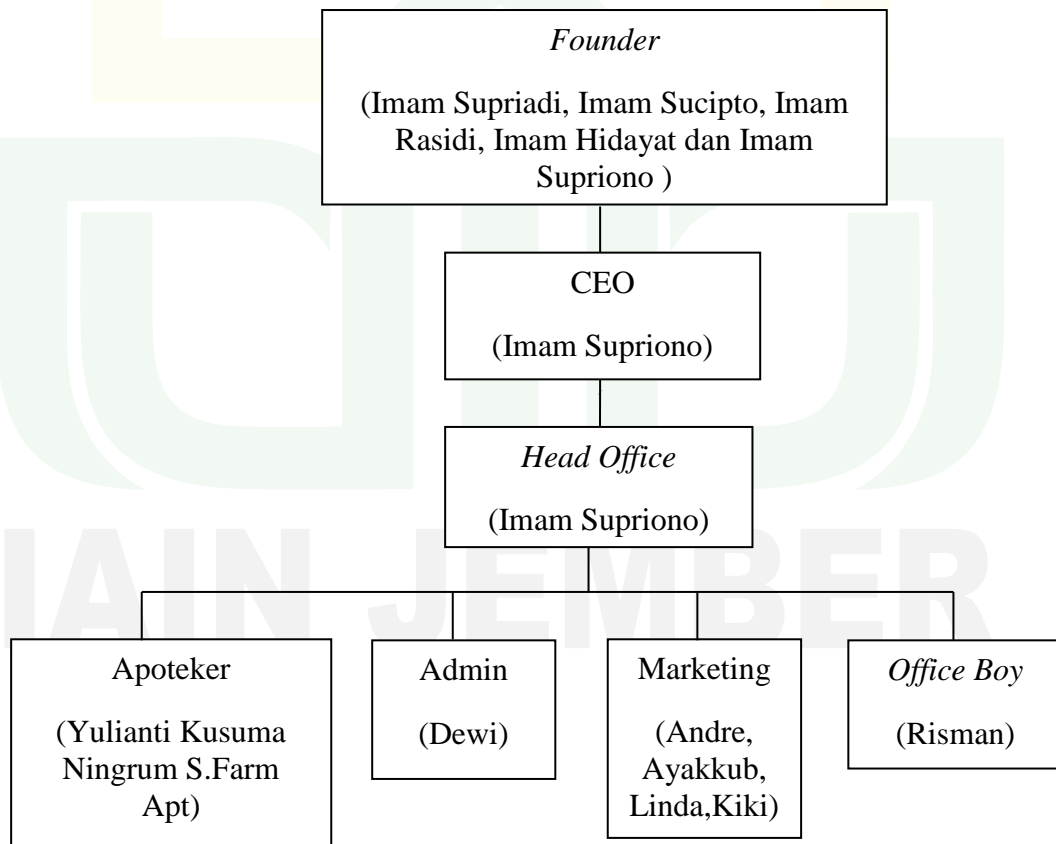 Founder
(Imam Supriadi, Imam Sucipto, Imam
Rasidi, Imam Hidayat dan Imam
Supriono )
CEO
(Imam Supriono)
Head Office
(Imam Supriono)
Apoteker
(Yulianti Kusuma
Ningrum S.Farm
Apt)
Admin
(Dewi)
Marketing
(Andre,
Ayakkub,
Linda,Kiki)
Office Boy
(Risman)
IAIN JEMBER